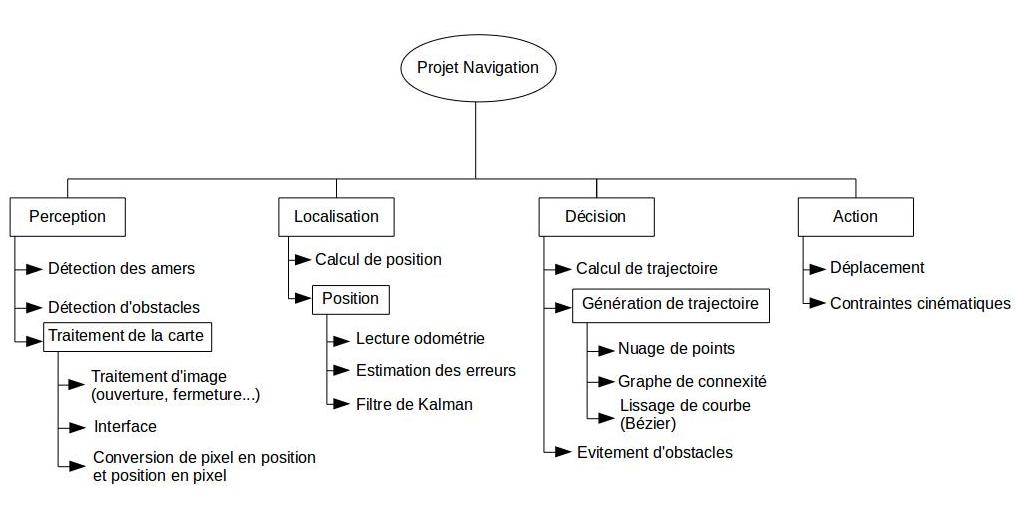 Projet Navigation
Perception
Détection des amers
Détection d'obstacles
Traitement de la carte
Traitement d'image
(ouverture, fermeture...)
Interface
Conversion de pixel en position
et position en pixel
Localisation
Calcul de position
Position
Lecture odométrie
Estimation des erreurs
Filtre de Kalman
Décision
Calcul de trajectoire
Génération de trajectoire
Nuage de points
Graphe de connexité
Lissage de courbe
(Bézier)
Evitement d'obstacles
Action
Déplacement
Contraintes cinématiques